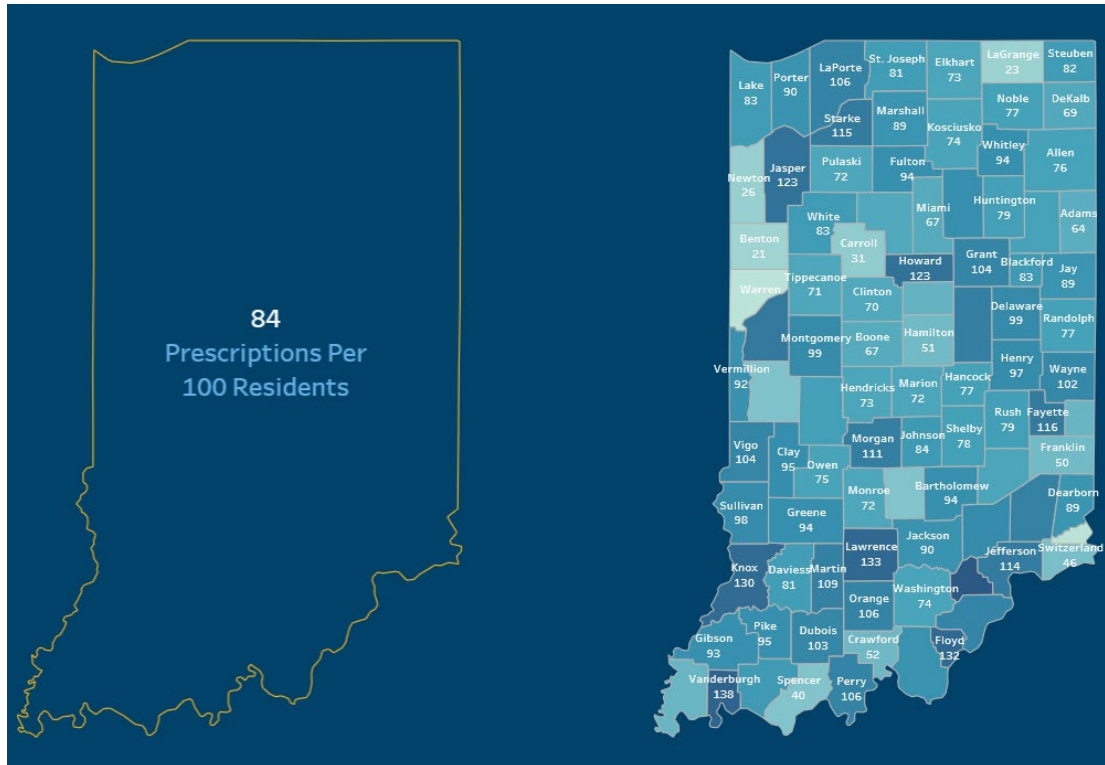 84
Prescriptions Per
100 Residents
Lake
83
Porter
90
LaPorte
106
St. Joseph
81
Elkhart
73
LaGrange
23
Steuben
82
Noble
77
DeKalb
69
Starke
115
Marshall
89
Kosciusko
74
Whitley
94
Allen
76
Newton
26
Jasper
123
Pulaski
72
Fulton
94
Miami
67
Huntington
79
Adams
64
White
83
Benton
21
Carroll
31
Howard
123
Grant
104
Blackford
83
Jay
89
Warren
Tippecanoe
71
Clinton
70
Delaware
99
Randolph
77
Montgomery
99
Boone
67
Hamilton
51
Henry
97
Wayne
102
Vermillion
92
Hendricks
73
Marion
72
Hancock
77
Rush
79
Fayette
116
Vigo
104
Clay
95
Owen
75
Morgan
111
Johnson
84
Shelby
78
Franklin
50
Monroe
72
Bartholomew
94
Dearborn
89
Sullivan
98
Greene
94
Jackson
90
Lawrence
133
Jefferson
114
Switzerland
46
Knox
130
Daviess
81
Martin
109
Orange
106
Washington
74
Gibson
93
Pike
95
Dubois
103
Crawford
52
Floyd
132
Vanderburgh
138
Spencer
40
Perry
106